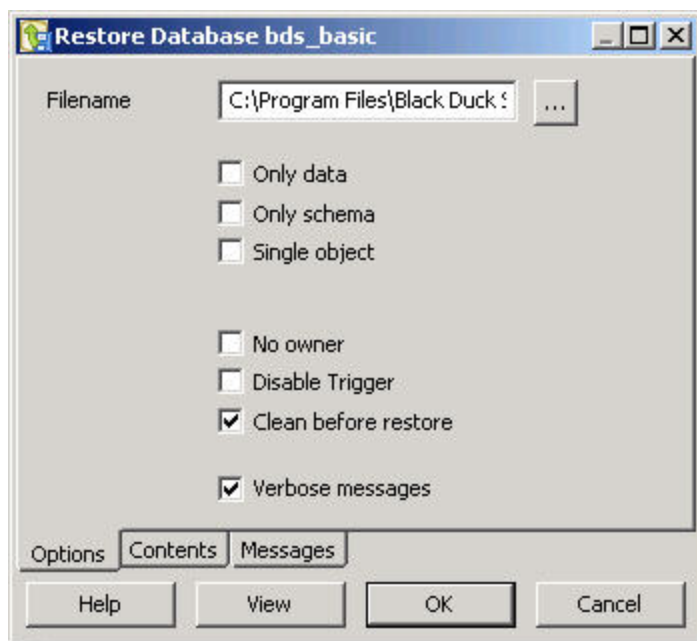 Restore Database bds_basic
Filename C:\Program Files\Black Duck S ...
Only data
Only schema
Single object
No owner
Disable Trigger
Clean before restore
Verbose messages
Options Contents Messages
Help View OK Cancel